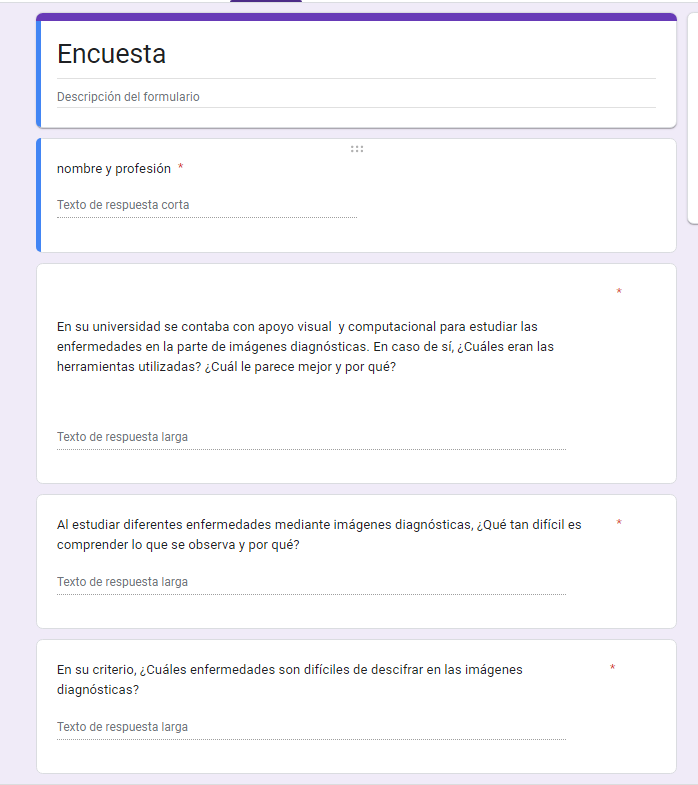 Encuesta
Descripción del formulario
nombre y profesión *
Texto de respuesta corta
*
En su universidad se contaba con apoyo visual  y computacional para estudiar las
enfermedades en la parte de imágenes diagnósticas. En caso de sí, ¿Cuáles eran las
herramientas utilizadas? ¿Cuál le parece mejor y por qué?
Texto de respuesta larga
Al estudiar diferentes enfermedades mediante imágenes diagnósticas, ¿Qué tan difícil es *
comprender lo que se observa y por qué?
Texto de respuesta larga
En su criterio, ¿Cuáles enfermedades son difíciles de descifrar en las imágenes *
diagnósticas?
Texto de respuesta larga